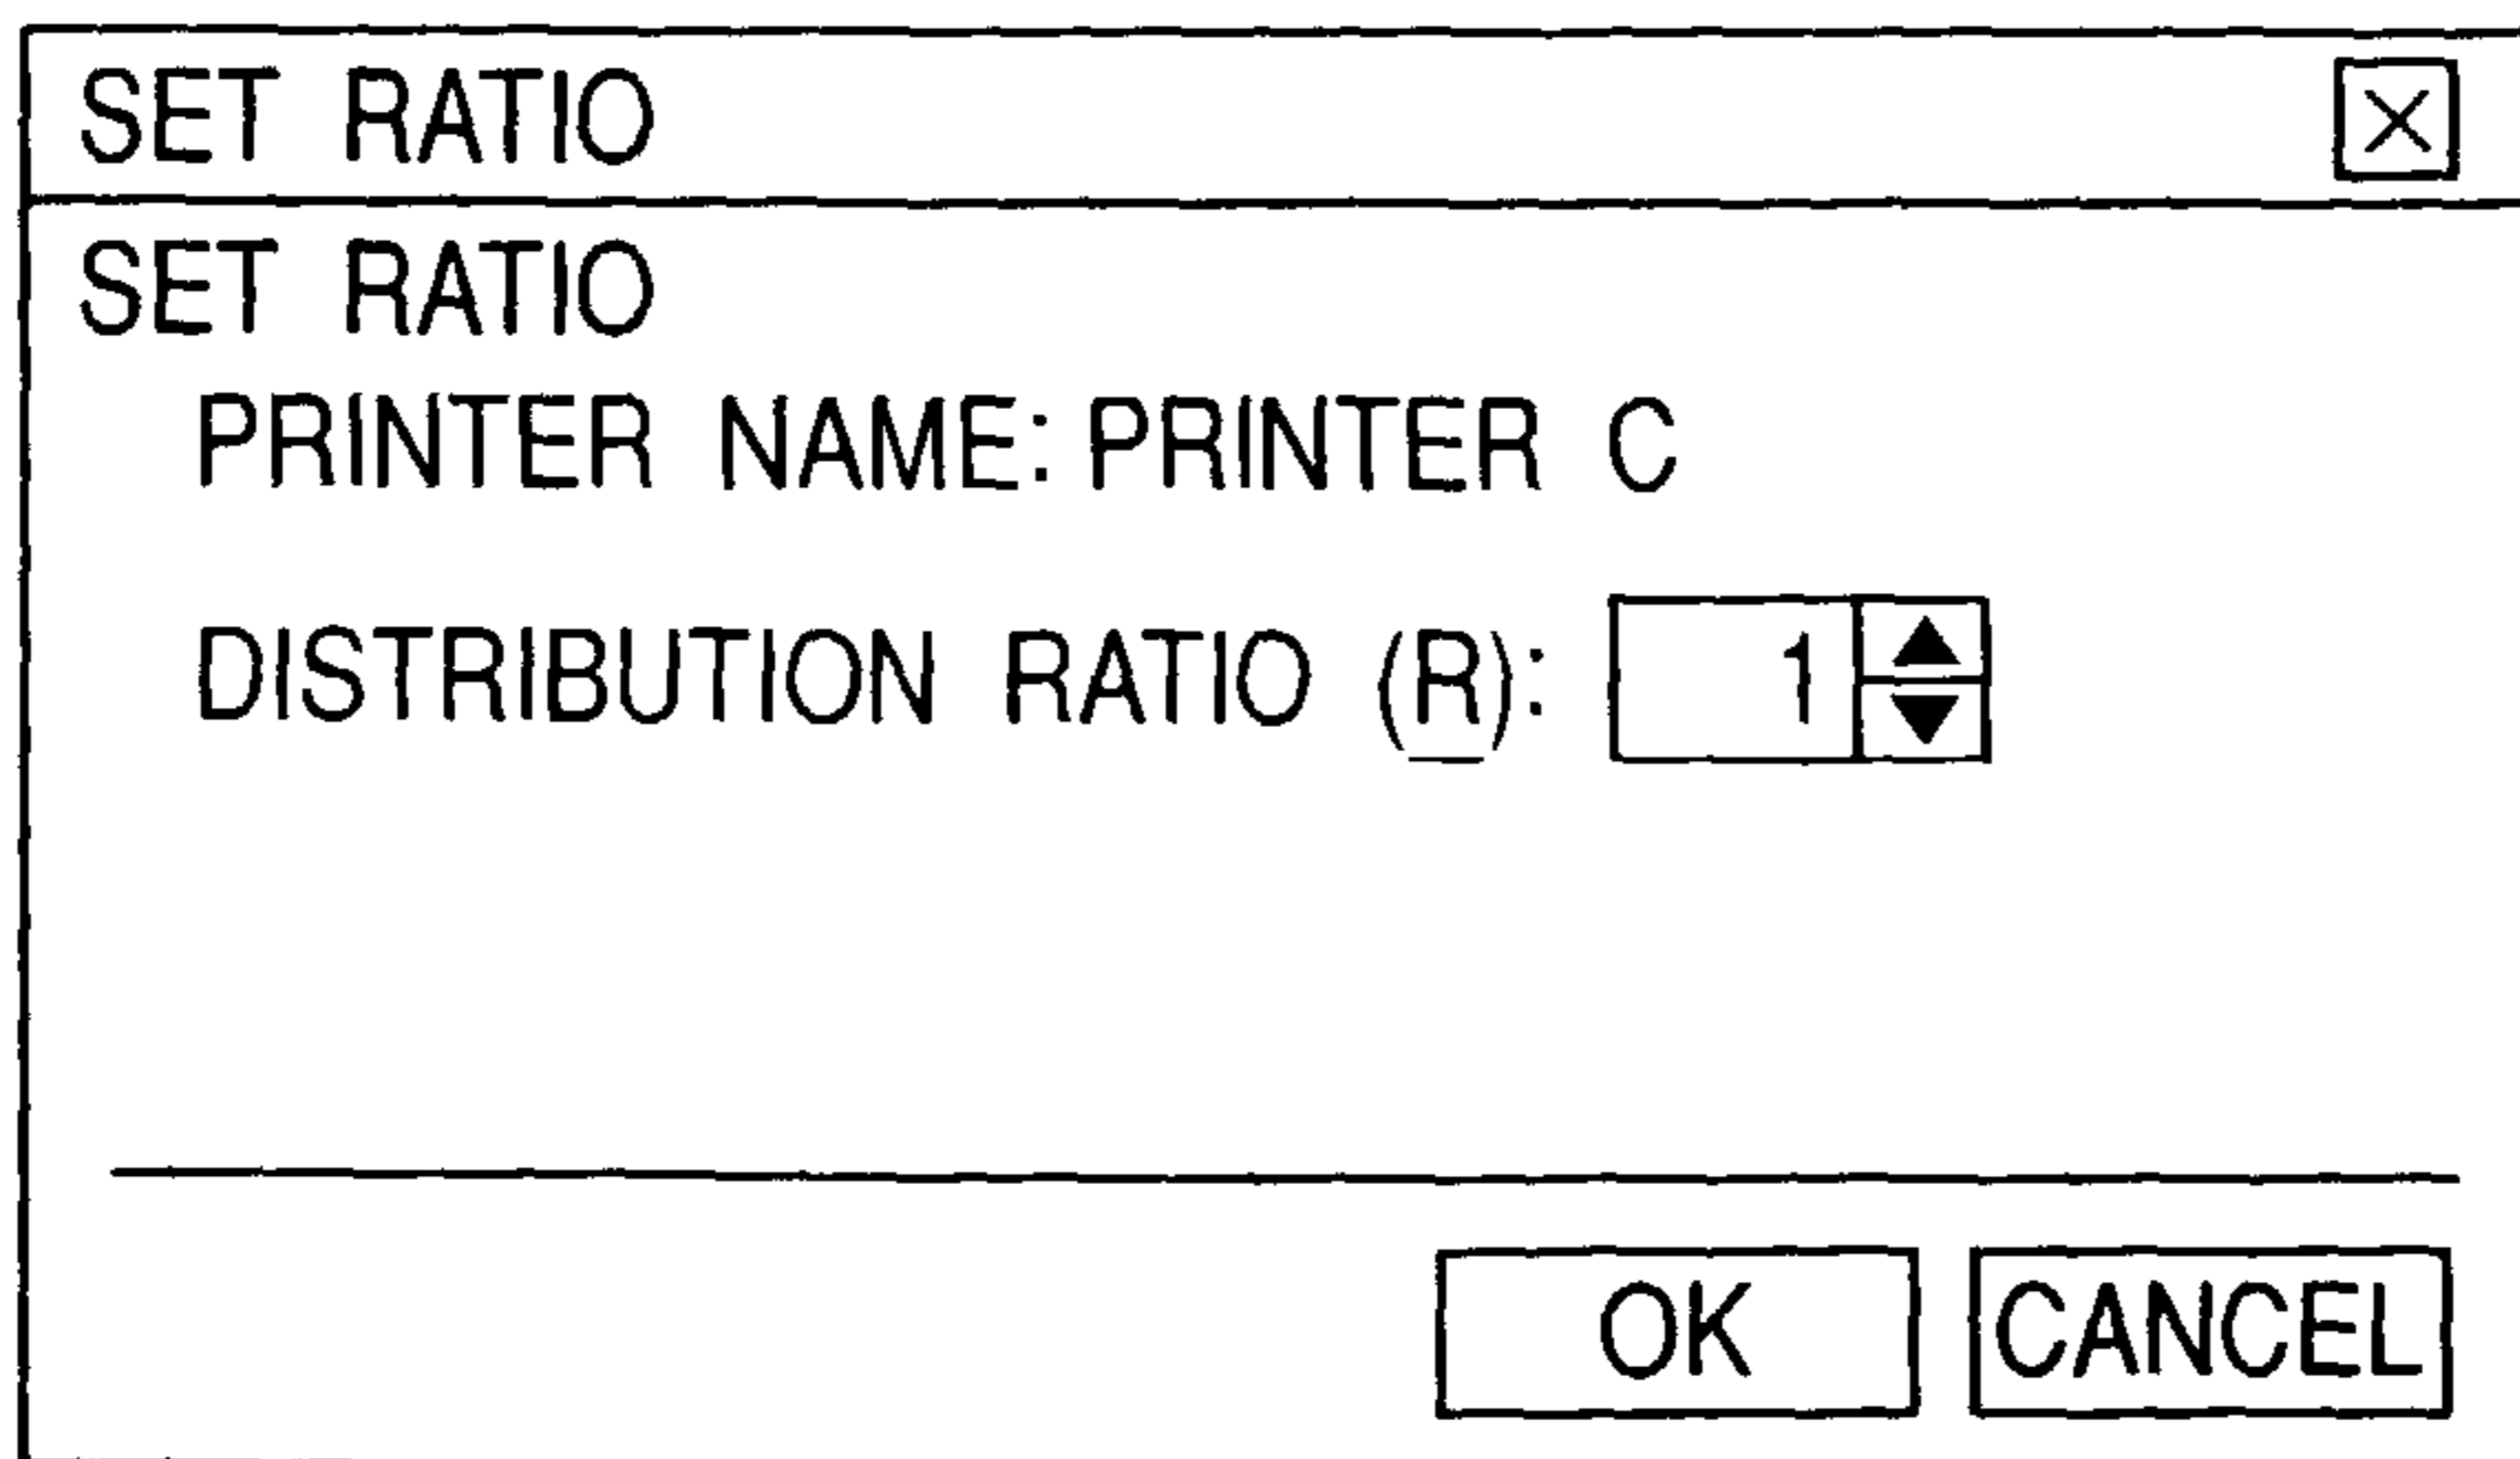 SET RATIO
SET RATIO
PRINTER NAME: PRINTER C
DISTRIBUTION RATIO (R): 1
OK CANCEL